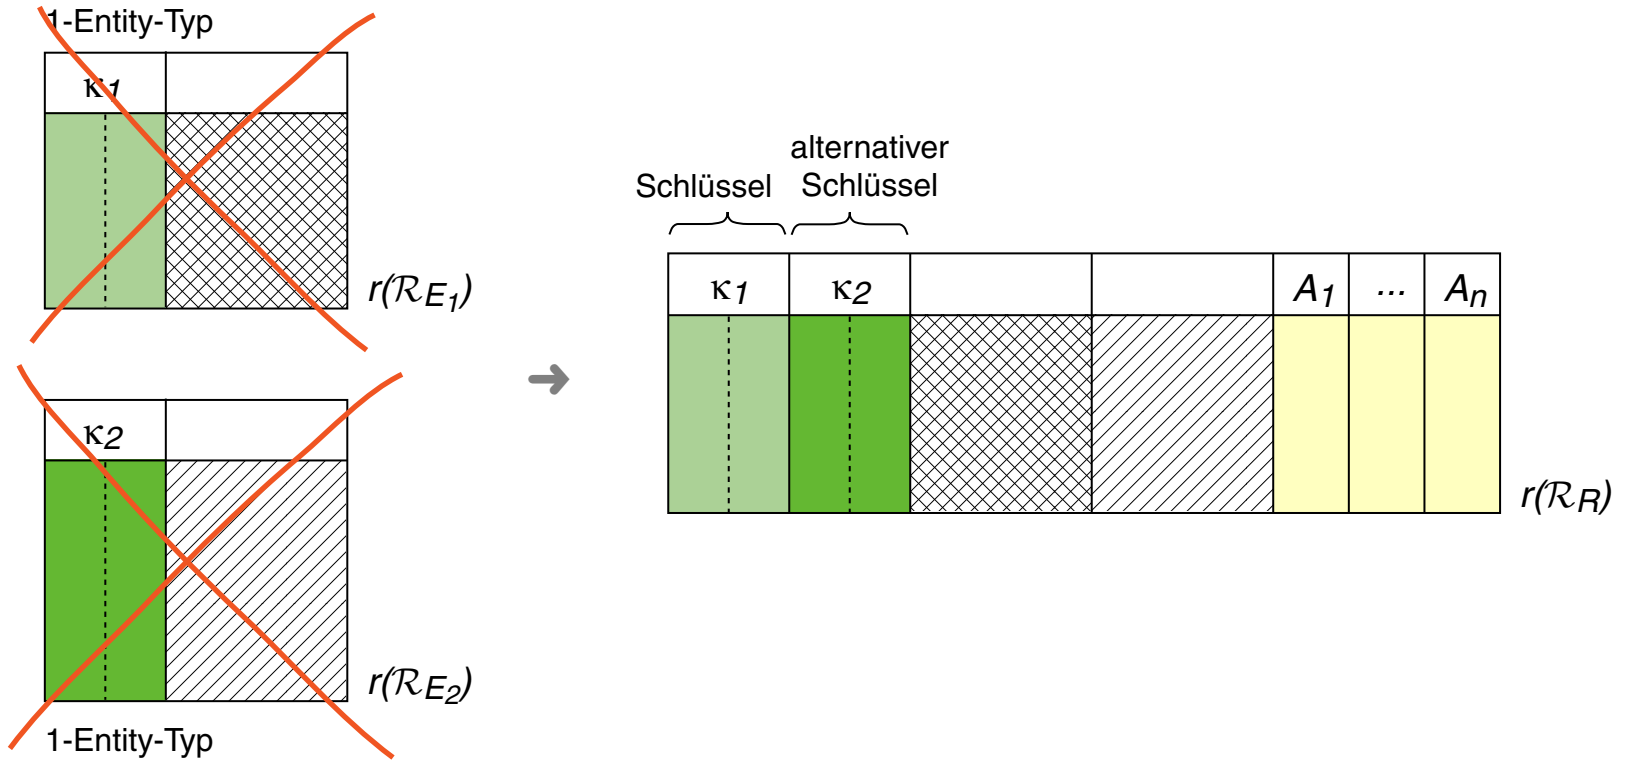 1-Entity-Typ
κ1
r(ℛE1)
κ2
r(ℛE2)
1-Entity-Typ
➜
Schlüssel
alternativer
Schlüssel
κ1 κ2 A1 ... An
r(ℛR)